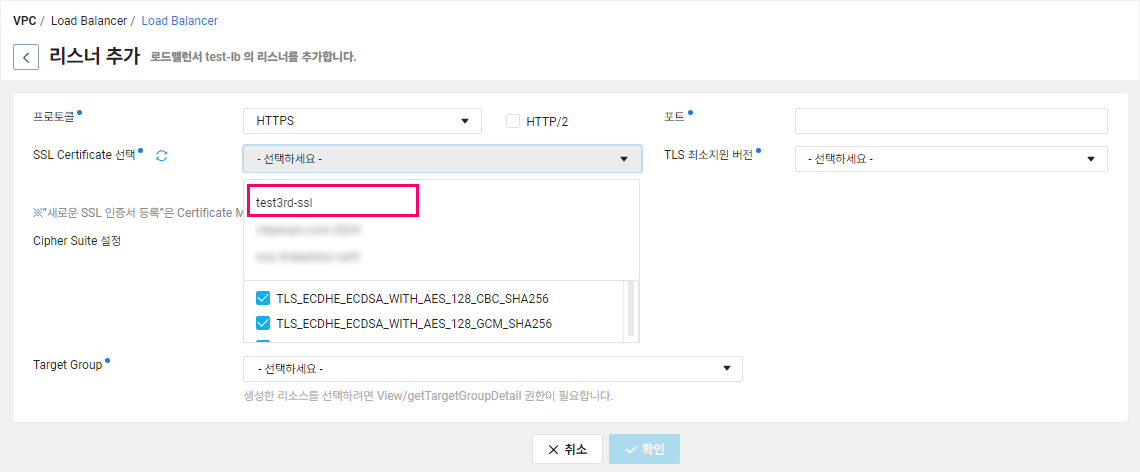 VPC / Load Balancer / Load Balancer
리스너 추가 로드밸런서 test-lb 의 리스너를 추가합니다.
프로토콜 HTTPS HTTP/2 포트
SSL Certificate 선택 - 선택하세요 - TLS 최소지원 버전 - 선택하세요 -
test3rd-ssl
※"새로운 SSL 인증서 등록"은 Certificate M
Cipher Suite 설정
TLS_ECDHE_ECDSA_WITH_AES_128_CBC_SHA256
TLS_ECDHE_ECDSA_WITH_AES_128_GCM_SHA256
Target Group - 선택하세요 -
생성한 리소스를 선택하려면 View/getTargetGroupDetail 권한이 필요합니다.
취소 확인